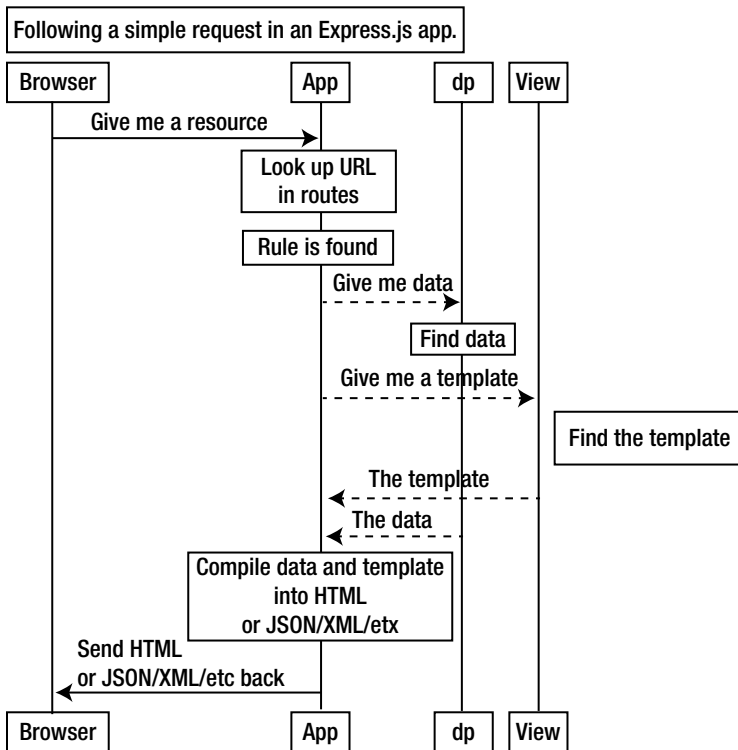 Following a simple request in an Express.js app.
Browser
App
dp
View
Give me a resource
Look up URL
in routes
Rule is found
Give me data
Find data
Give me a template
Find the template
The template
The data
Compile data and template
into HTML
or JSON/XML/etx
Send HTML
or JSON/XML/etc back
Browser
App
dp
View